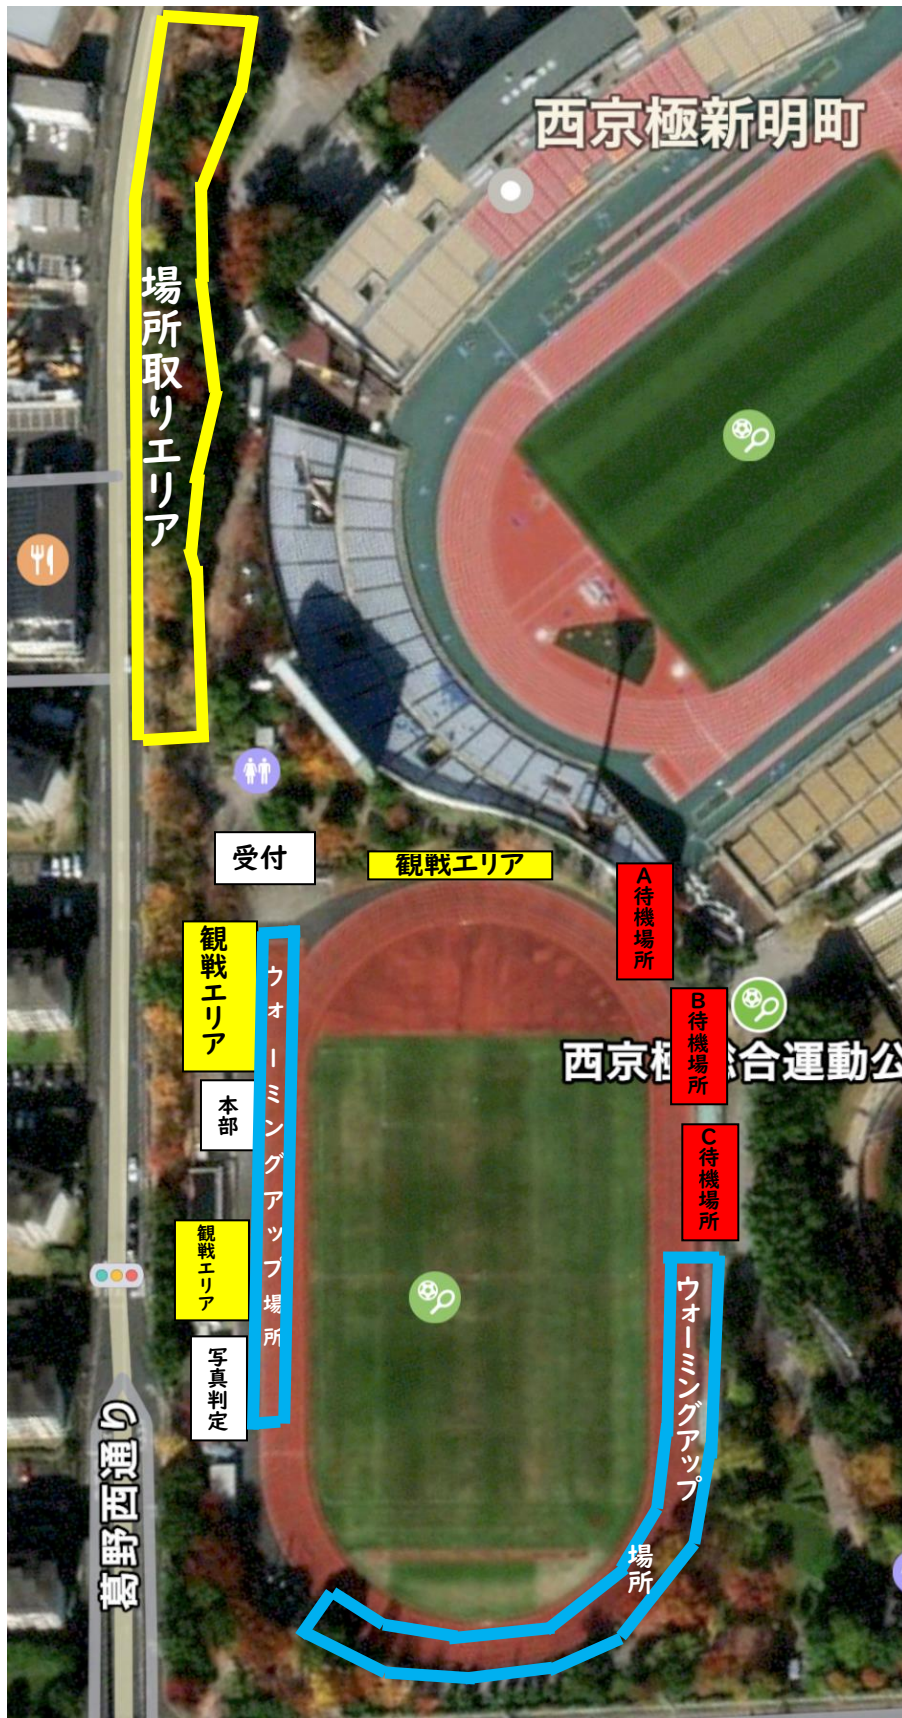 西京極新明町
場所取りエリア
受付
観戦エリア
A待機場所
観戦エリア
ウォーミングアップ場所
B待機場所
西京極総合運動公
本部
C待機場所
観戦エリア
ウォーミングアップ
場所
写真判定
葛野西通り